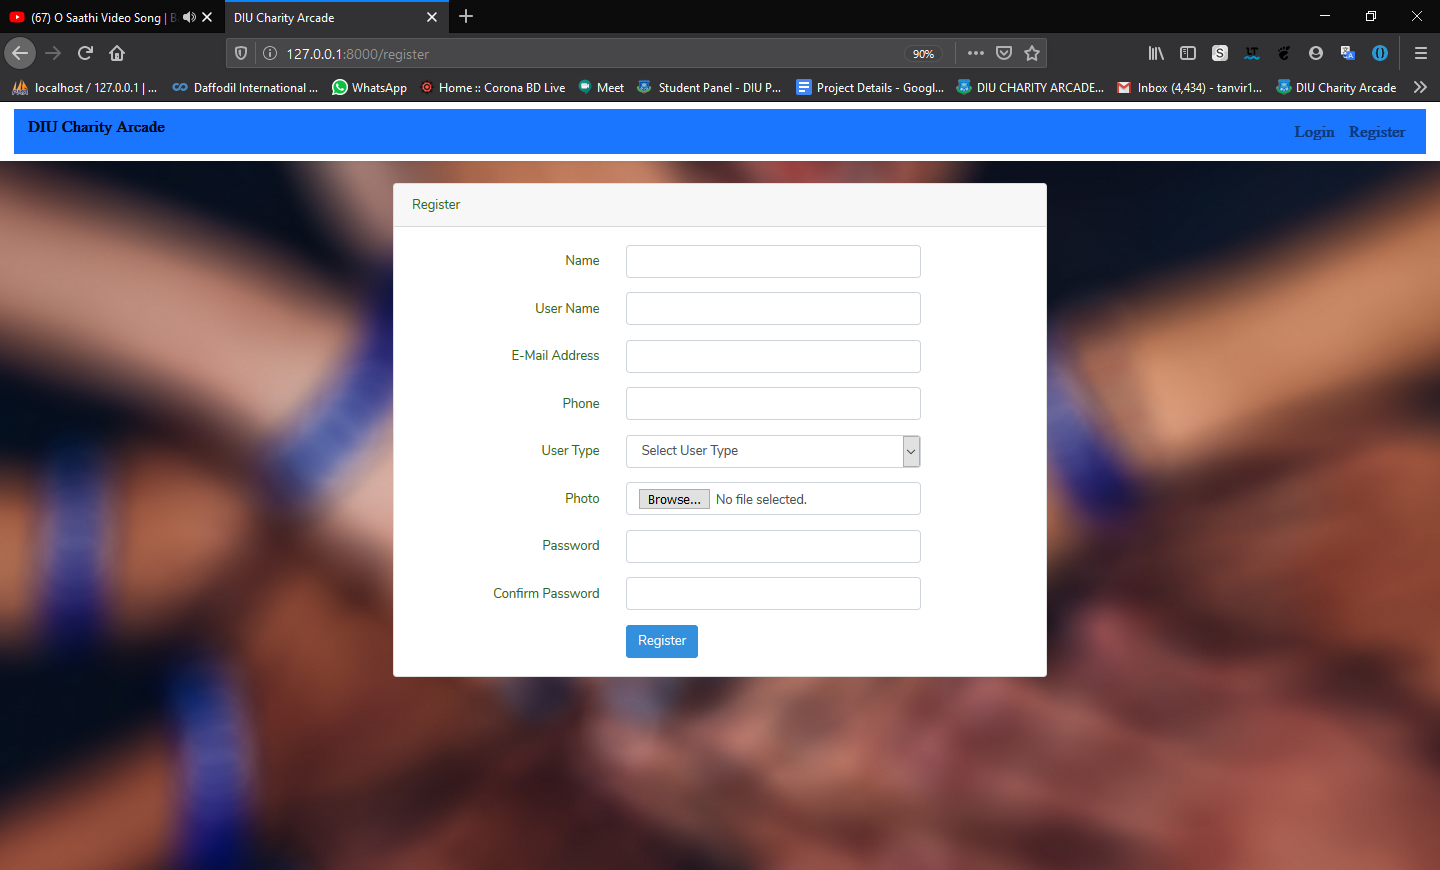 (67) O Saathi Video Song | B
DIU Charity Arcade
127.0.0.1:8000/register
90%
localhost / 127.0.0.1 | ...
Daffodil International ...
WhatsApp
Home :: Corona BD Live
Meet
Student Panel - DIU P...
Project Details - Googl...
DIU CHARITY ARCADE...
Inbox (4,434) - tanvir1...
DIU Charity Arcade
DIU Charity Arcade
Login
Register
Register
Name
User Name
E-Mail Address
Phone
User Type
Select User Type
Photo
Browse... No file selected.
Password
Confirm Password
Register